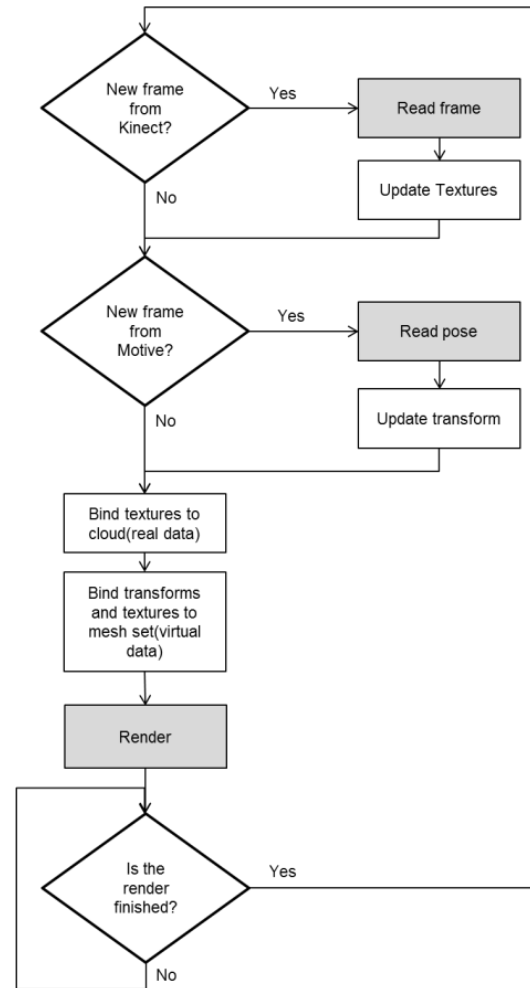 New frame
from
Kinect?
Yes
Read frame
Update Textures
No
New frame
from
Motive?
Yes
Read pose
Update transform
No
Bind textures to
cloud(real data)
Bind transforms
and textures to
mesh set(virtual
data)
Render
Is the
render
finished?
Yes
No